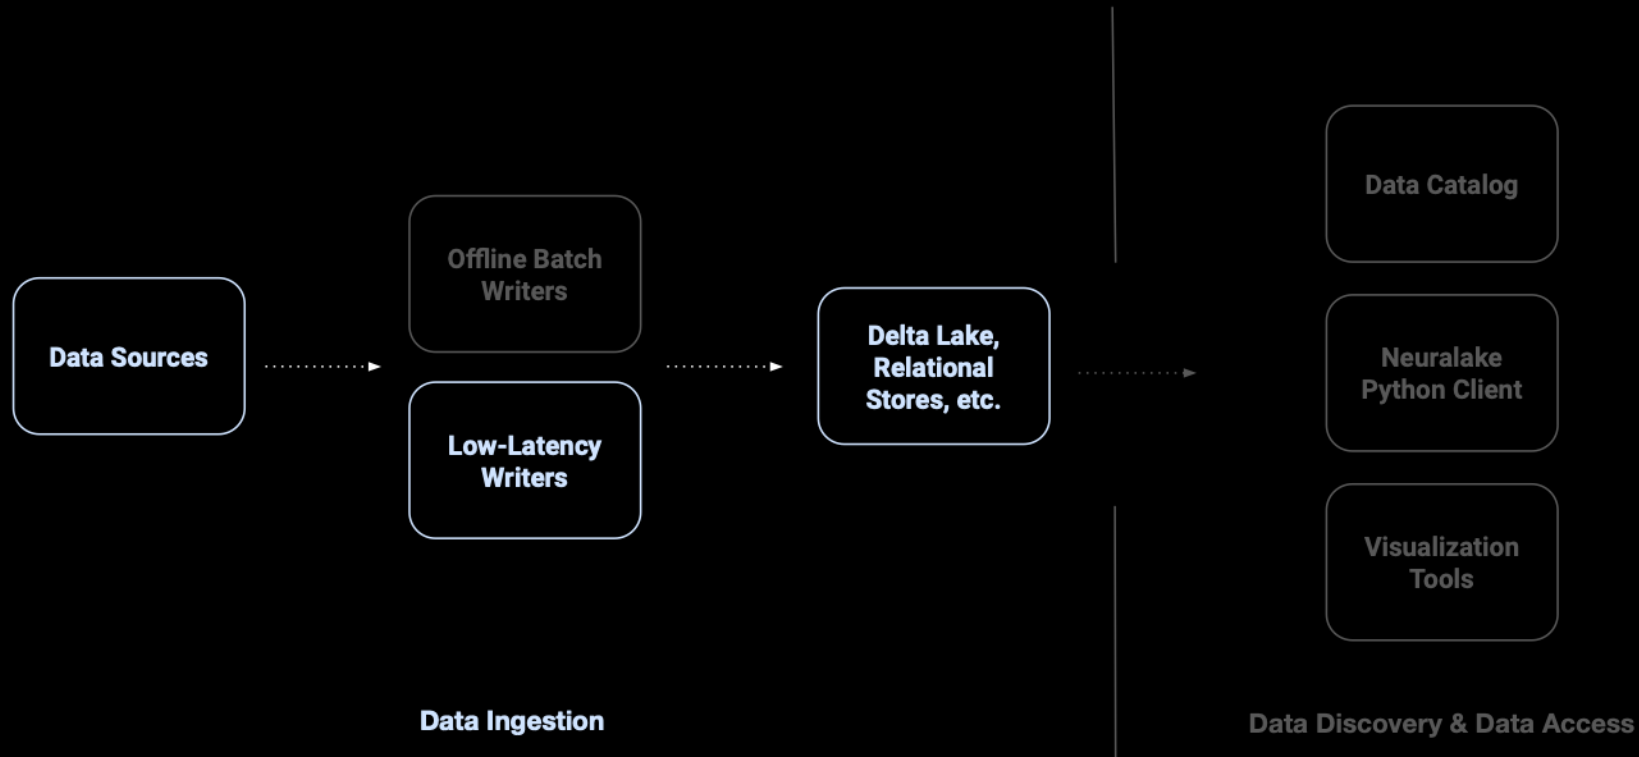 Data Sources
Offline Batch
Writers
Low-Latency
Writers
Delta Lake,
Relational
Stores, etc.
Data Ingestion
Data Catalog
Neuralake
Python Client
Visualization
Tools
Data Discovery & Data Access